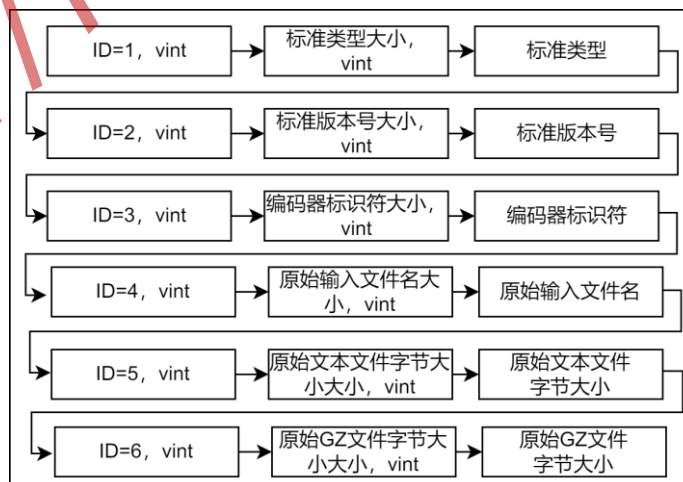 ID=1，vint
标准类型大小，
vint
标准类型
ID=2，vint
标准版本号大小，
vint
标准版本号
ID=3，vint
编码器标识符大小，
vint
编码器标识符
ID=4，vint
原始输入文件名大
小，vint
原始输入文件名
ID=5，vint
原始文本文件字节大
小大小，vint
原始文本文件
字节大小
ID=6，vint
原始GZ文件字节大
小大小，vint
原始GZ文件
字节大小